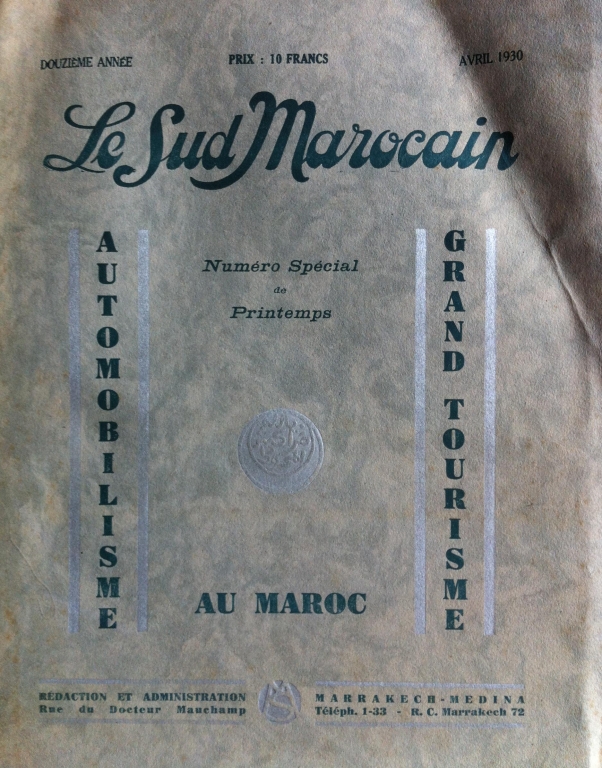 DOUZIÈME ANNÉE
PRIX : 10 FRANCS
AVRIL 1930
Le Sud Marocain
AUTOMOBILISME
Numéro Spécial
de
Printemps
GRAND TOURISME
AU MAROC
RÉDACTION ET ADMINISTRATION
Rue du Docteur Mauchamp
MARRAKECH-MEDINA
Téléph. 1-33 - R. C. Marrakech 72